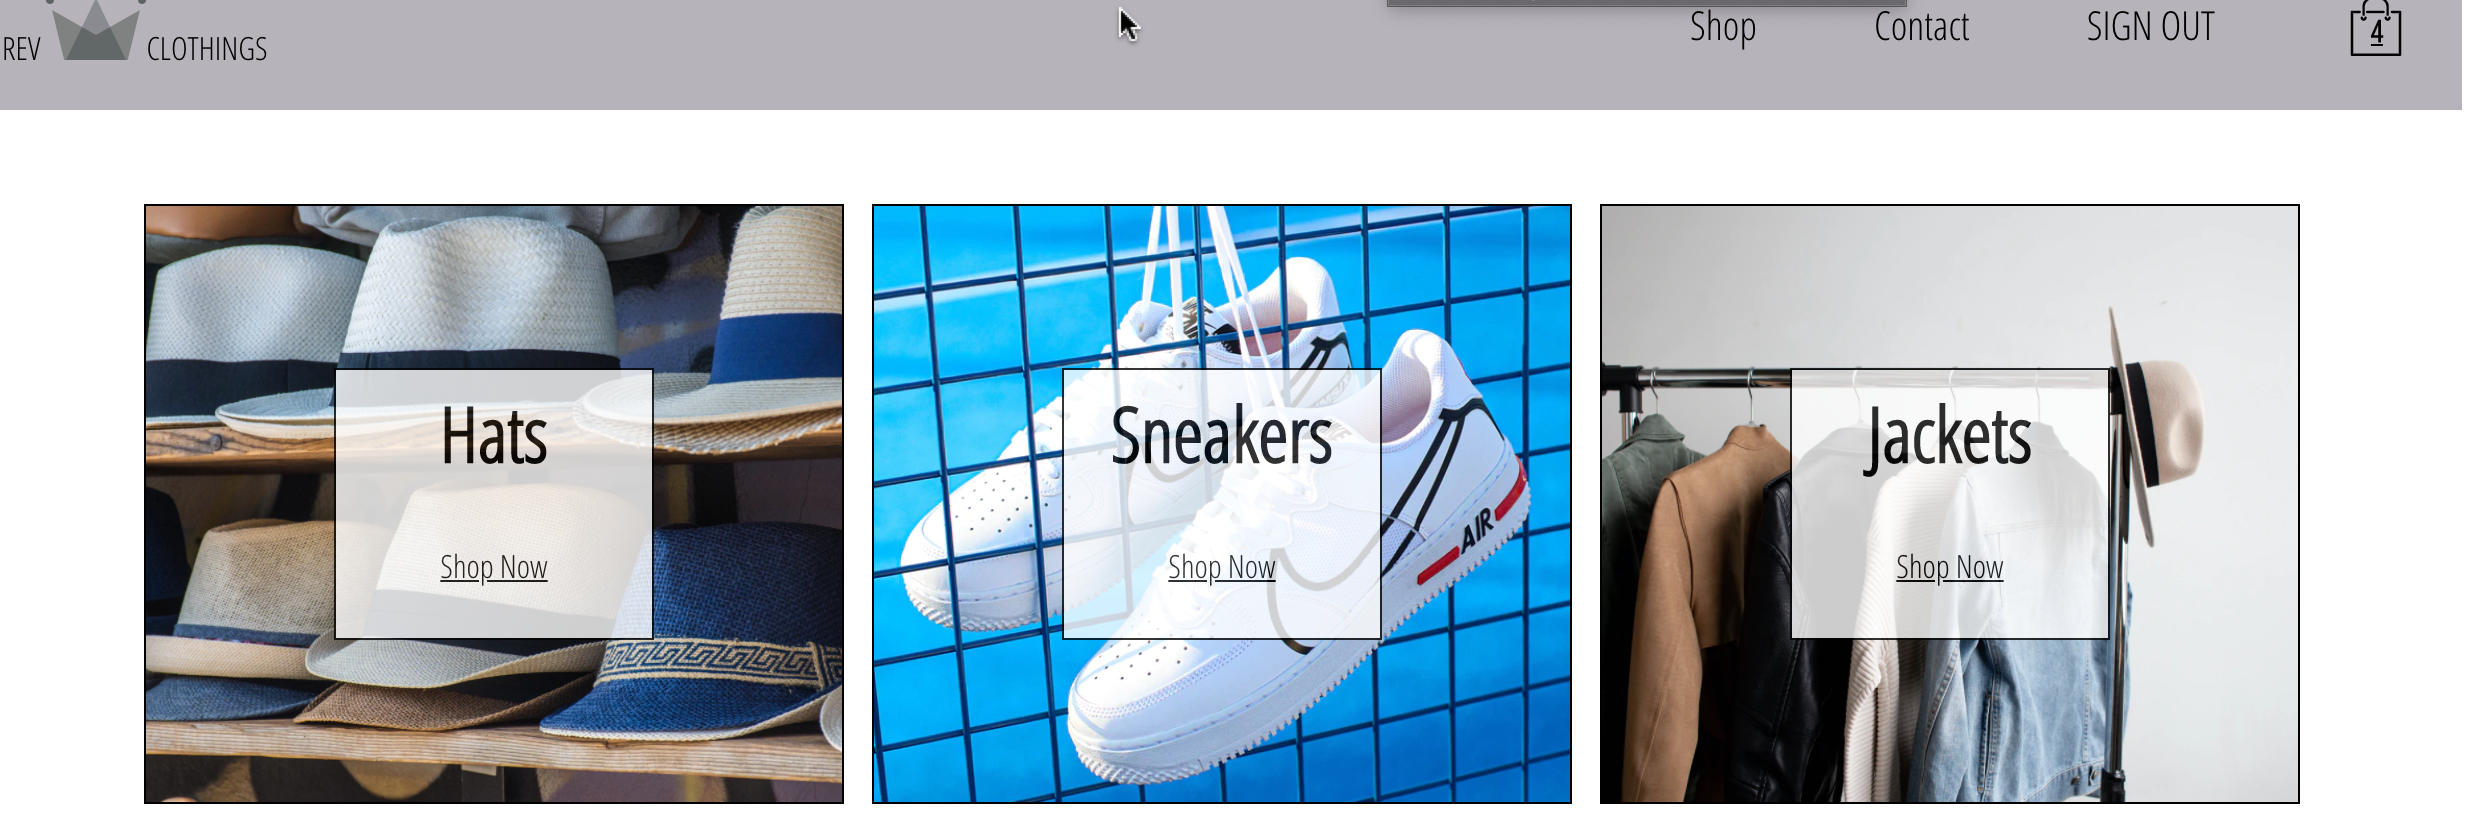 REV CLOTHINGS
Shop Contact SIGN OUT 4
Hats
Shop Now
Sneakers
AIR
Shop Now
Jackets
Shop Now